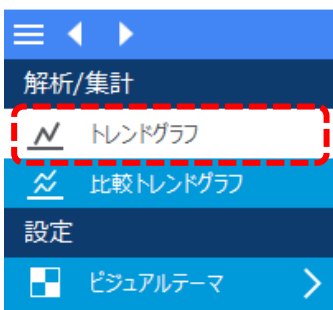 解析/集計
トレンドグラフ
比較トレンドグラフ
設定
ビジュアルテーマ